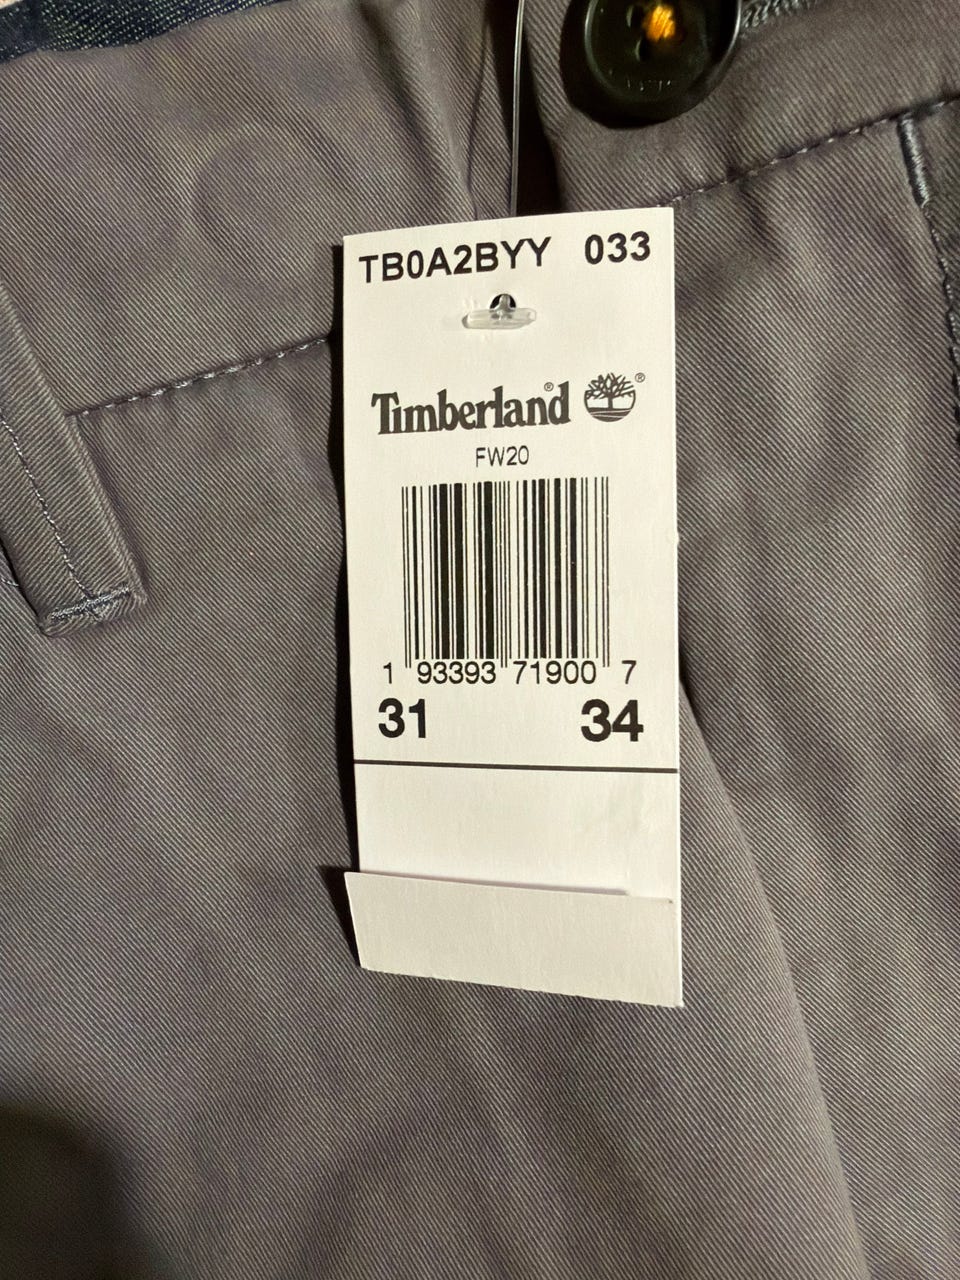 TB0A2BYY 033
Timberland® ®
FW20
1 93393 71900 7
31 34